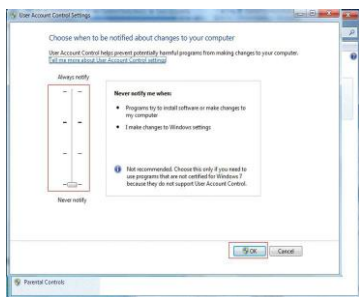 User Account Control Settings
Choose when to be notified about changes to your computer
User Account Control helps prevent potentially harmful programs from making changes to your computer.
Tell me more about User Account Control settings
Always notify
Never notify me when:
Programs try to install software or make changes to
my computer
I make changes to Windows settings
Not recommended. Choose this only if you need to
use programs that are not certified for Windows 7
because they do not support User Account Control.
Never notify
OK
Cancel
Parental Controls